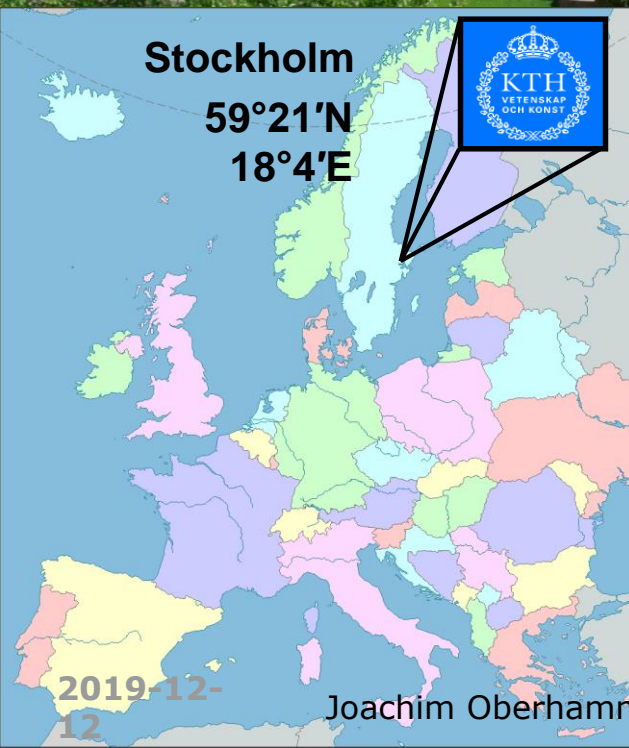 Stockholm
59°21'N
18°4'E
KTH
VETENSKAP
OCH KONST
2019-12-
12
Joachim Oberhamm